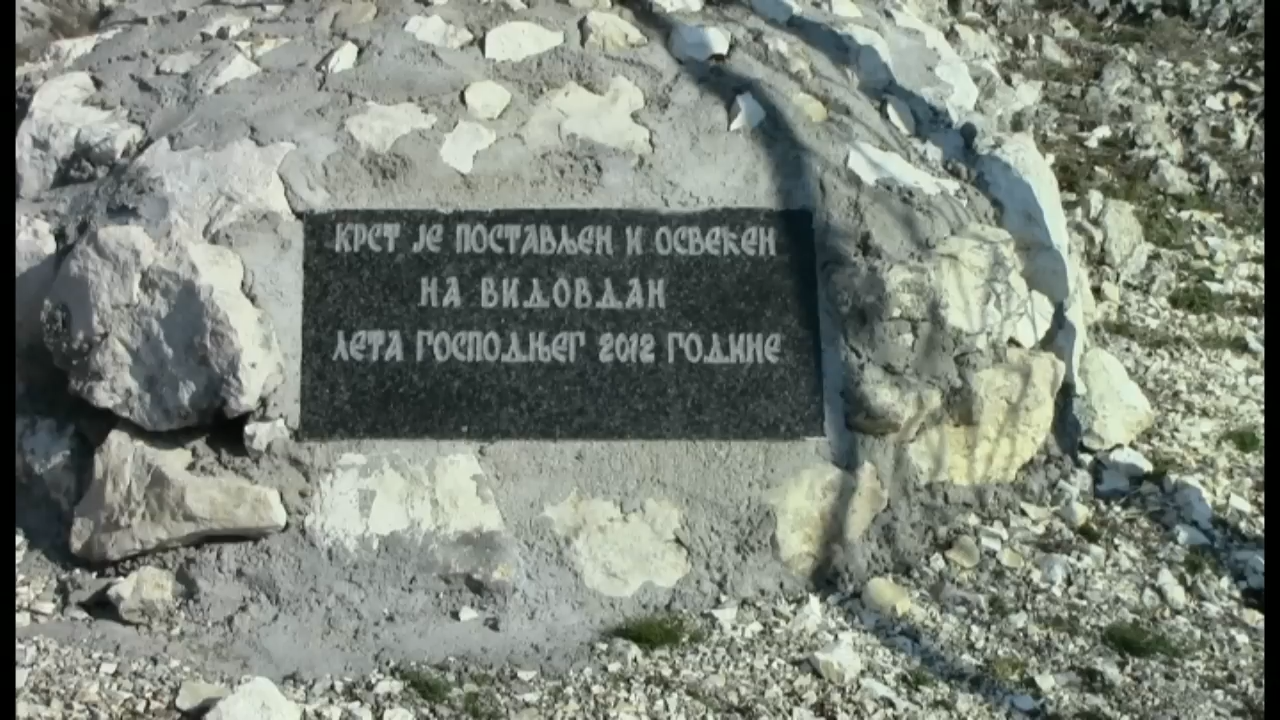 КРСТ ЈЕ ПОСТАВЉЕН И ОСВЕЋЕН
НА ВИДОВДАН
ЛЕТА ГОСПОДЊЕГ 2012 ГОДИНЕ